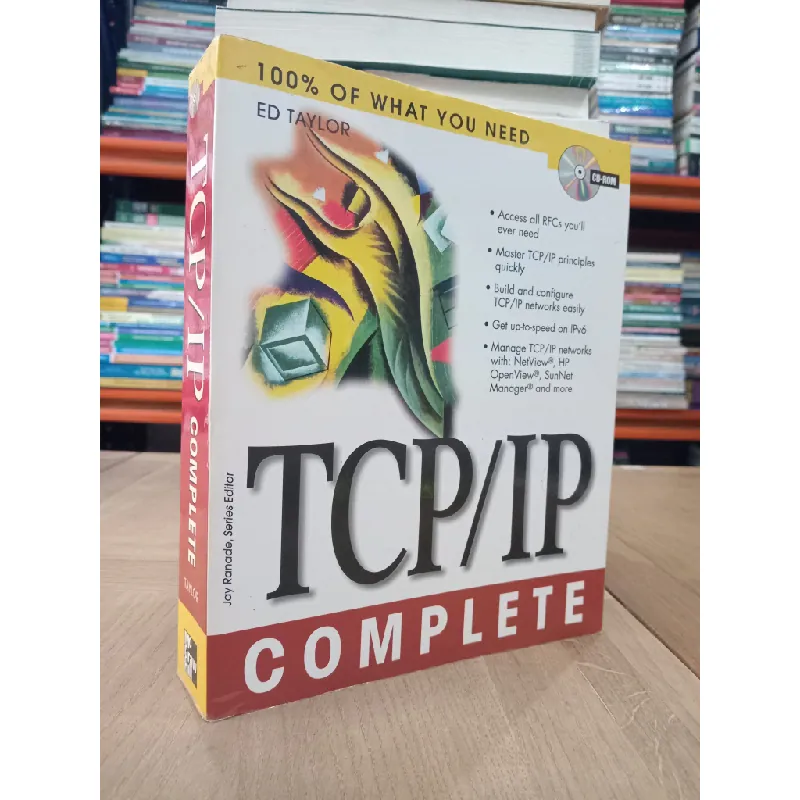 100% OF WHAT YOU NEED
ED TAYLOR
CD-ROM
• Access all RFCs you'll
ever need
• Master TCP/IP principles
quickly
• Build and configure
TCP/IP networks easily
• Get up-to-speed on IPv6
• Manage TCP/IP networks
with: NetView®, HP
OpenView®, SunNet
Manager® and more
Jay Ranade, Series Editor
TCP/IP
COMPLETE
TCP/IP COMPLETE
TAYLOR